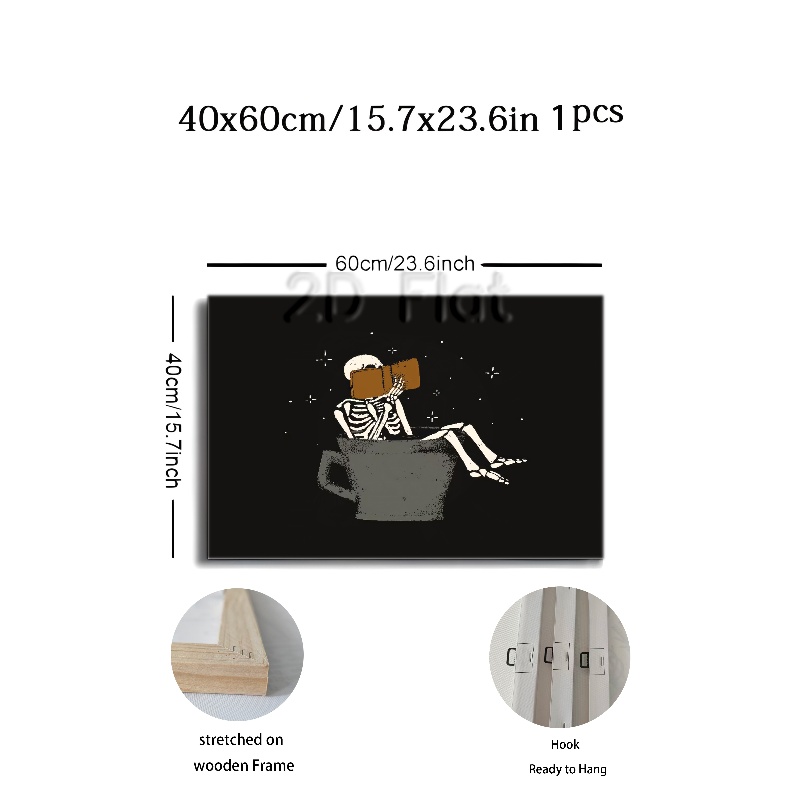 40x60cm/15.7x23.6in 1pcs
60cm/23.6inch
2D Flat
40cm/15.7inch
stretched on
wooden Frame
Hook
Ready to Hang